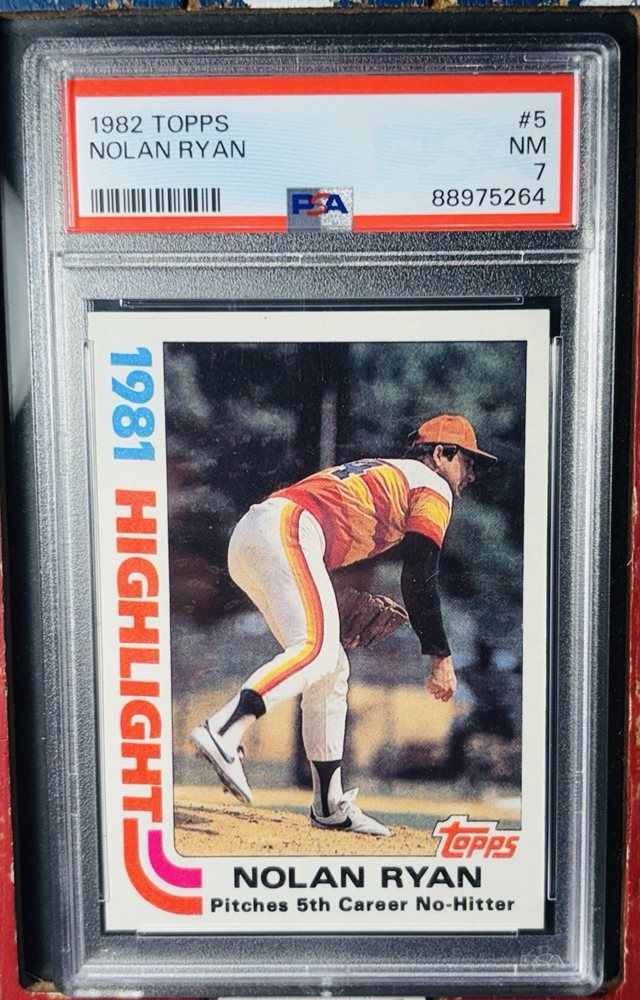 1982 TOPPS
NOLAN RYAN
#5
NM
7
88975264
PSA
1981 HIGHLIGHT
TOPPS
NOLAN RYAN
Pitches 5th Career No-Hitter
PSA